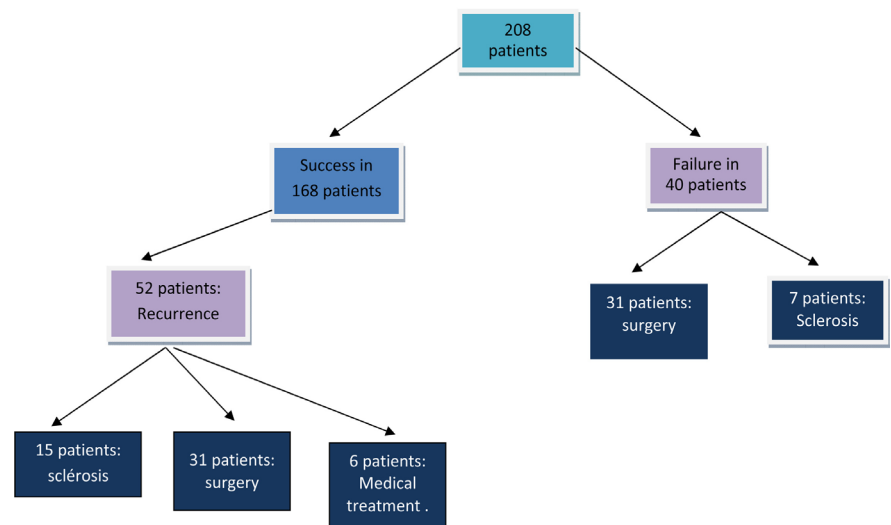 208
patients
Success in
168 patients
Failure in
40 patients
52 patients:
Recurrence
31 patients:
surgery
7 patients:
Sclerosis
15 patients:
sclérosis
31 patients:
surgery
6 patients:
Medical
treatment .